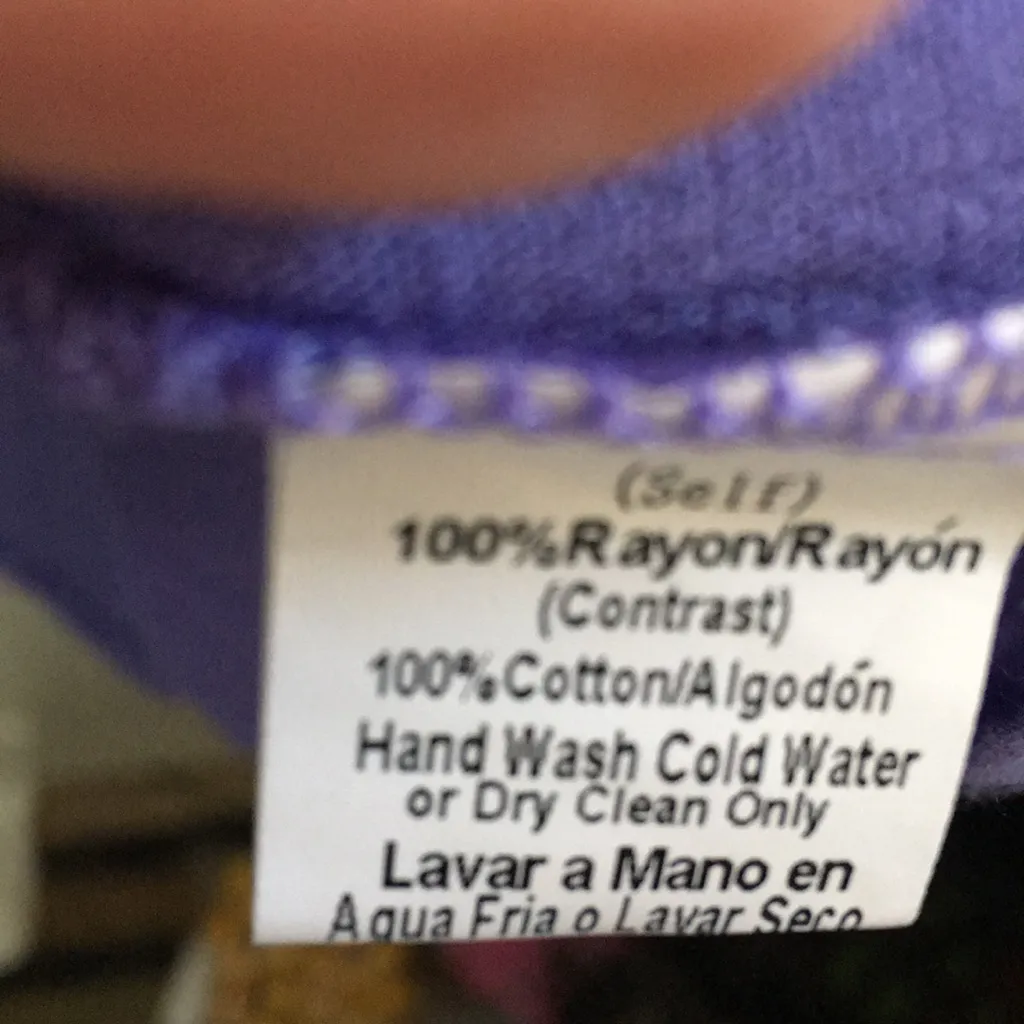 (Self)
100%Rayon/Rayón
(Contrast)
100%Cotton/Algodón
Hand Wash Cold Water
or Dry Clean Only
Lavar a Mano en
Agua Fria o Lavar Seco